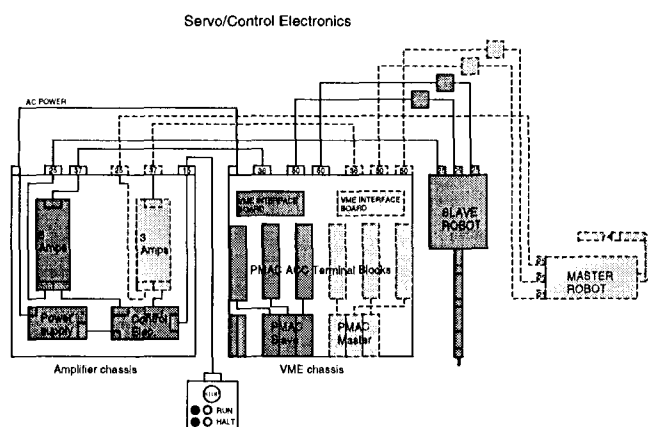 Servo/Control Electronics
AC POWER
25
37
25
37
15
36
50
50
36
50
50
VME INTERFACE
BOARD
VME INTERFACE
BOARD
SLAVE
ROBOT
Amps
3
Amps
PMAC ACC Terminal Blocks
MASTER
ROBOT
Power
supply
Control
Elec
PMAC
Slave
PMAC
Master
Amplifier chassis
VME chassis
RUN
HALT